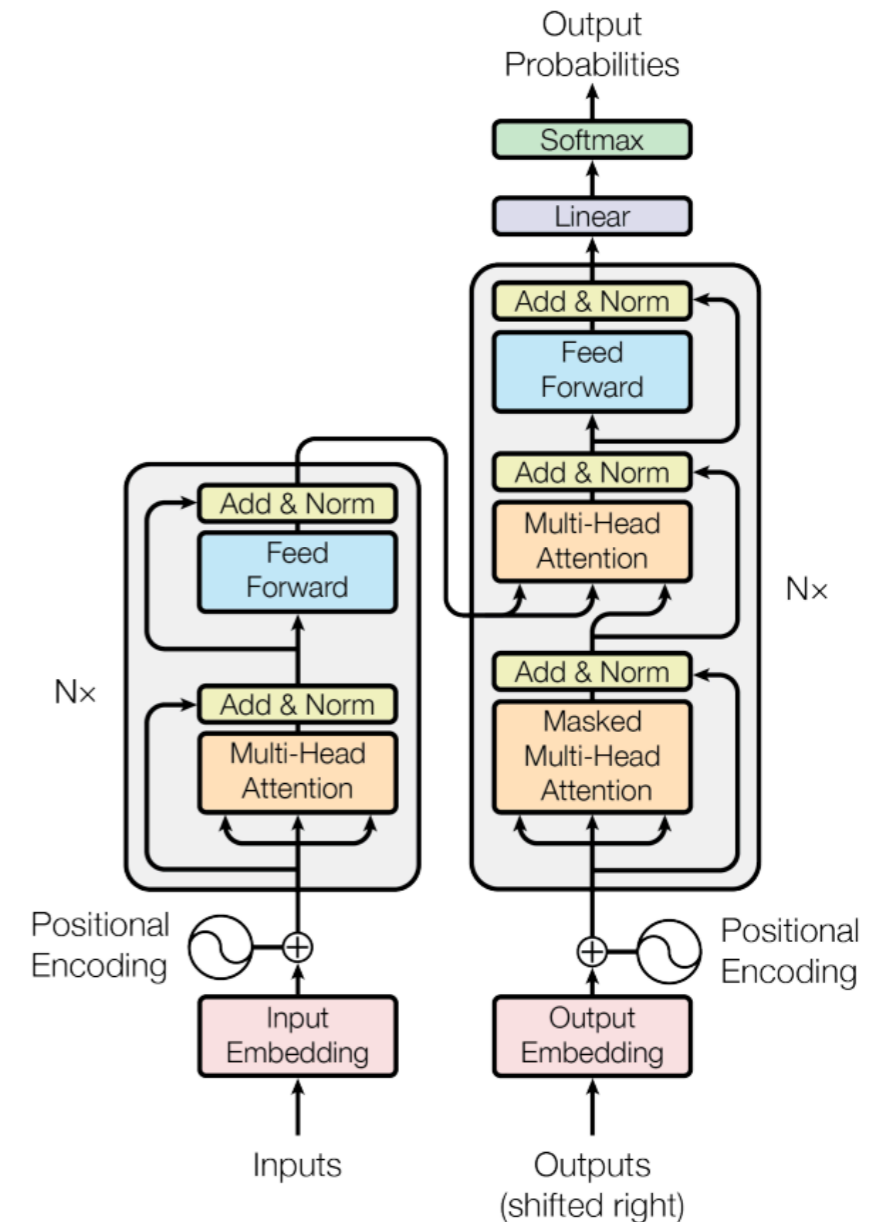 Output
Probabilities
Softmax
Linear
Add & Norm
Feed
Forward
Add & Norm
Multi-Head
Attention
Add & Norm
Masked
Multi-Head
Attention
N×
Add & Norm
Feed
Forward
Add & Norm
Multi-Head
Attention
N×
Positional
Encoding
Positional
Encoding
Input
Embedding
Output
Embedding
Inputs
Outputs
(shifted right)